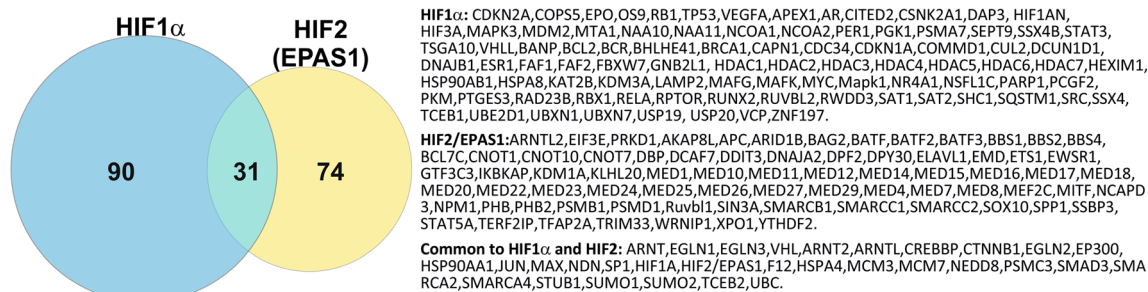 HIF1α
HIF2
(EPAS1)
90
31
74
HIF1α: CDKN2A,COPS5,EPO,OS9,RB1,TP53,VEGFA,APEX1,AR,CITED2,CSNK2A1,DAP3, HIF1AN,
HIF3A,MAPK3,MDM2,MTA1,NAA10,NAA11,NCOA1,NCOA2,PER1,PGK1,PSMA7,SEPT9,SSX4B,STAT3,
TSGA10,VHLL,BANP,BCL2,BCR,BHLHE41,BRCA1,CAPN1,CDC34,CDKN1A,COMMD1,CUL2,DCUN1D1,
DNAJB1,ESR1,FAF1,FAF2,FBXW7,GNB2L1, HDAC1,HDAC2,HDAC3,HDAC4,HDAC5,HDAC6,HDAC7,HEXIM1,
HSP90AB1,HSPA8,KAT2B,KDM3A,LAMP2,MAFG,MAFK,MYC,Mapk1,NR4A1,NSFL1C,PARP1,PCGF2,
PKM,PTGES3,RAD23B,RBX1,RELA,RPTOR,RUNX2,RUVBL2,RWDD3,SAT1,SAT2,SHC1,SQSTM1,SRC,SSX4,
TCEB1,UBE2D1,UBXN1,UBXN7,USP19, USP20,VCP,ZNF197.
HIF2/EPAS1:ARNTL2,EIF3E,PRKD1,AKAP8L,APC,ARID1B,BAG2,BATF,BATF2,BATF3,BBS1,BBS2,BBS4,
BCL7C,CNOT1,CNOT10,CNOT7,DBP,DCAF7,DDIT3,DNAJA2,DPF2,DPY30,ELAVL1,EMD,ETS1,EWSR1,
GTF3C3,IKBKAP,KDM1A,KLHL20,MED1,MED10,MED11,MED12,MED14,MED15,MED16,MED17,MED18,
MED20,MED22,MED23,MED24,MED25,MED26,MED27,MED29,MED4,MED7,MED8,MEF2C,MITF,NCAPD
3,NPM1,PHB,PHB2,PSMB1,PSMD1,Ruvbl1,SIN3A,SMARCB1,SMARCC1,SMARCC2,SOX10,SPP1,SSBP3,
STAT5A,TERF2IP,TFAP2A,TRIM33,WRNIP1,XPO1,YTHDF2.
Common to HIF1α and HIF2: ARNT,EGLN1,EGLN3,VHL,ARNT2,ARNTL,CREBBP,CTNNB1,EGLN2,EP300,
HSP90AA1,JUN,MAX,NDN,SP1,HIF1A,HIF2/EPAS1,F12,HSPA4,MCM3,MCM7,NEDD8,PSMC3,SMAD3,SMA
RCA2,SMARCA4,STUB1,SUMO1,SUMO2,TCEB2,UBC.